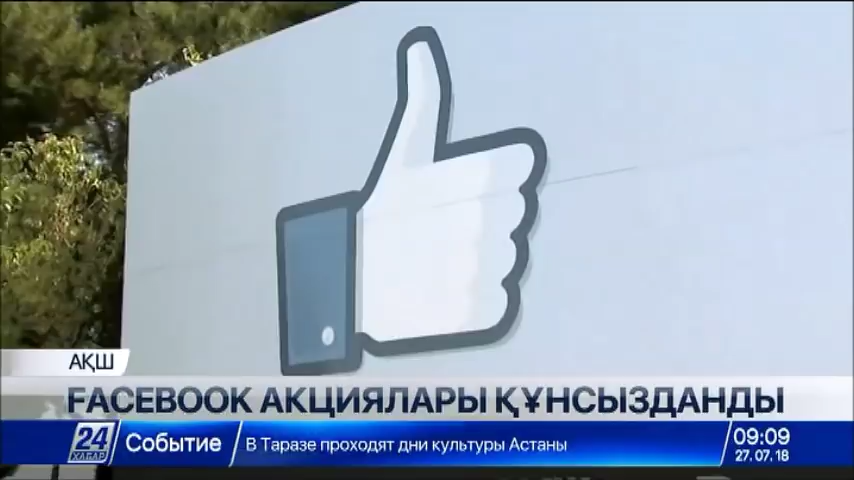 АҚШ
FACEBOOK АКЦИЯЛАРЫ ҚҰНСЫЗДАНДЫ
24
ХАБАР
Событие
В Таразе проходят дни культуры Астаны
09:09
27.07.18